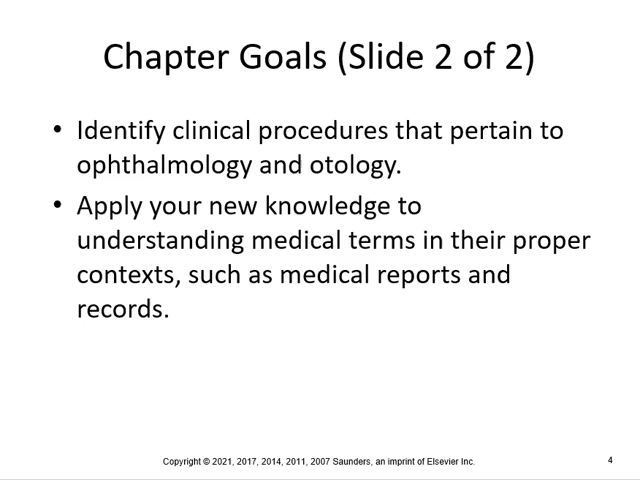 Chapter Goals (Slide 2 of 2)
• Identify clinical procedures that pertain to
ophthalmology and otology.
• Apply your new knowledge to
understanding medical terms in their proper
contexts, such as medical reports and
records.
Copyright © 2021, 2017, 2014, 2011, 2007 Saunders, an imprint of Elsevier Inc.
4